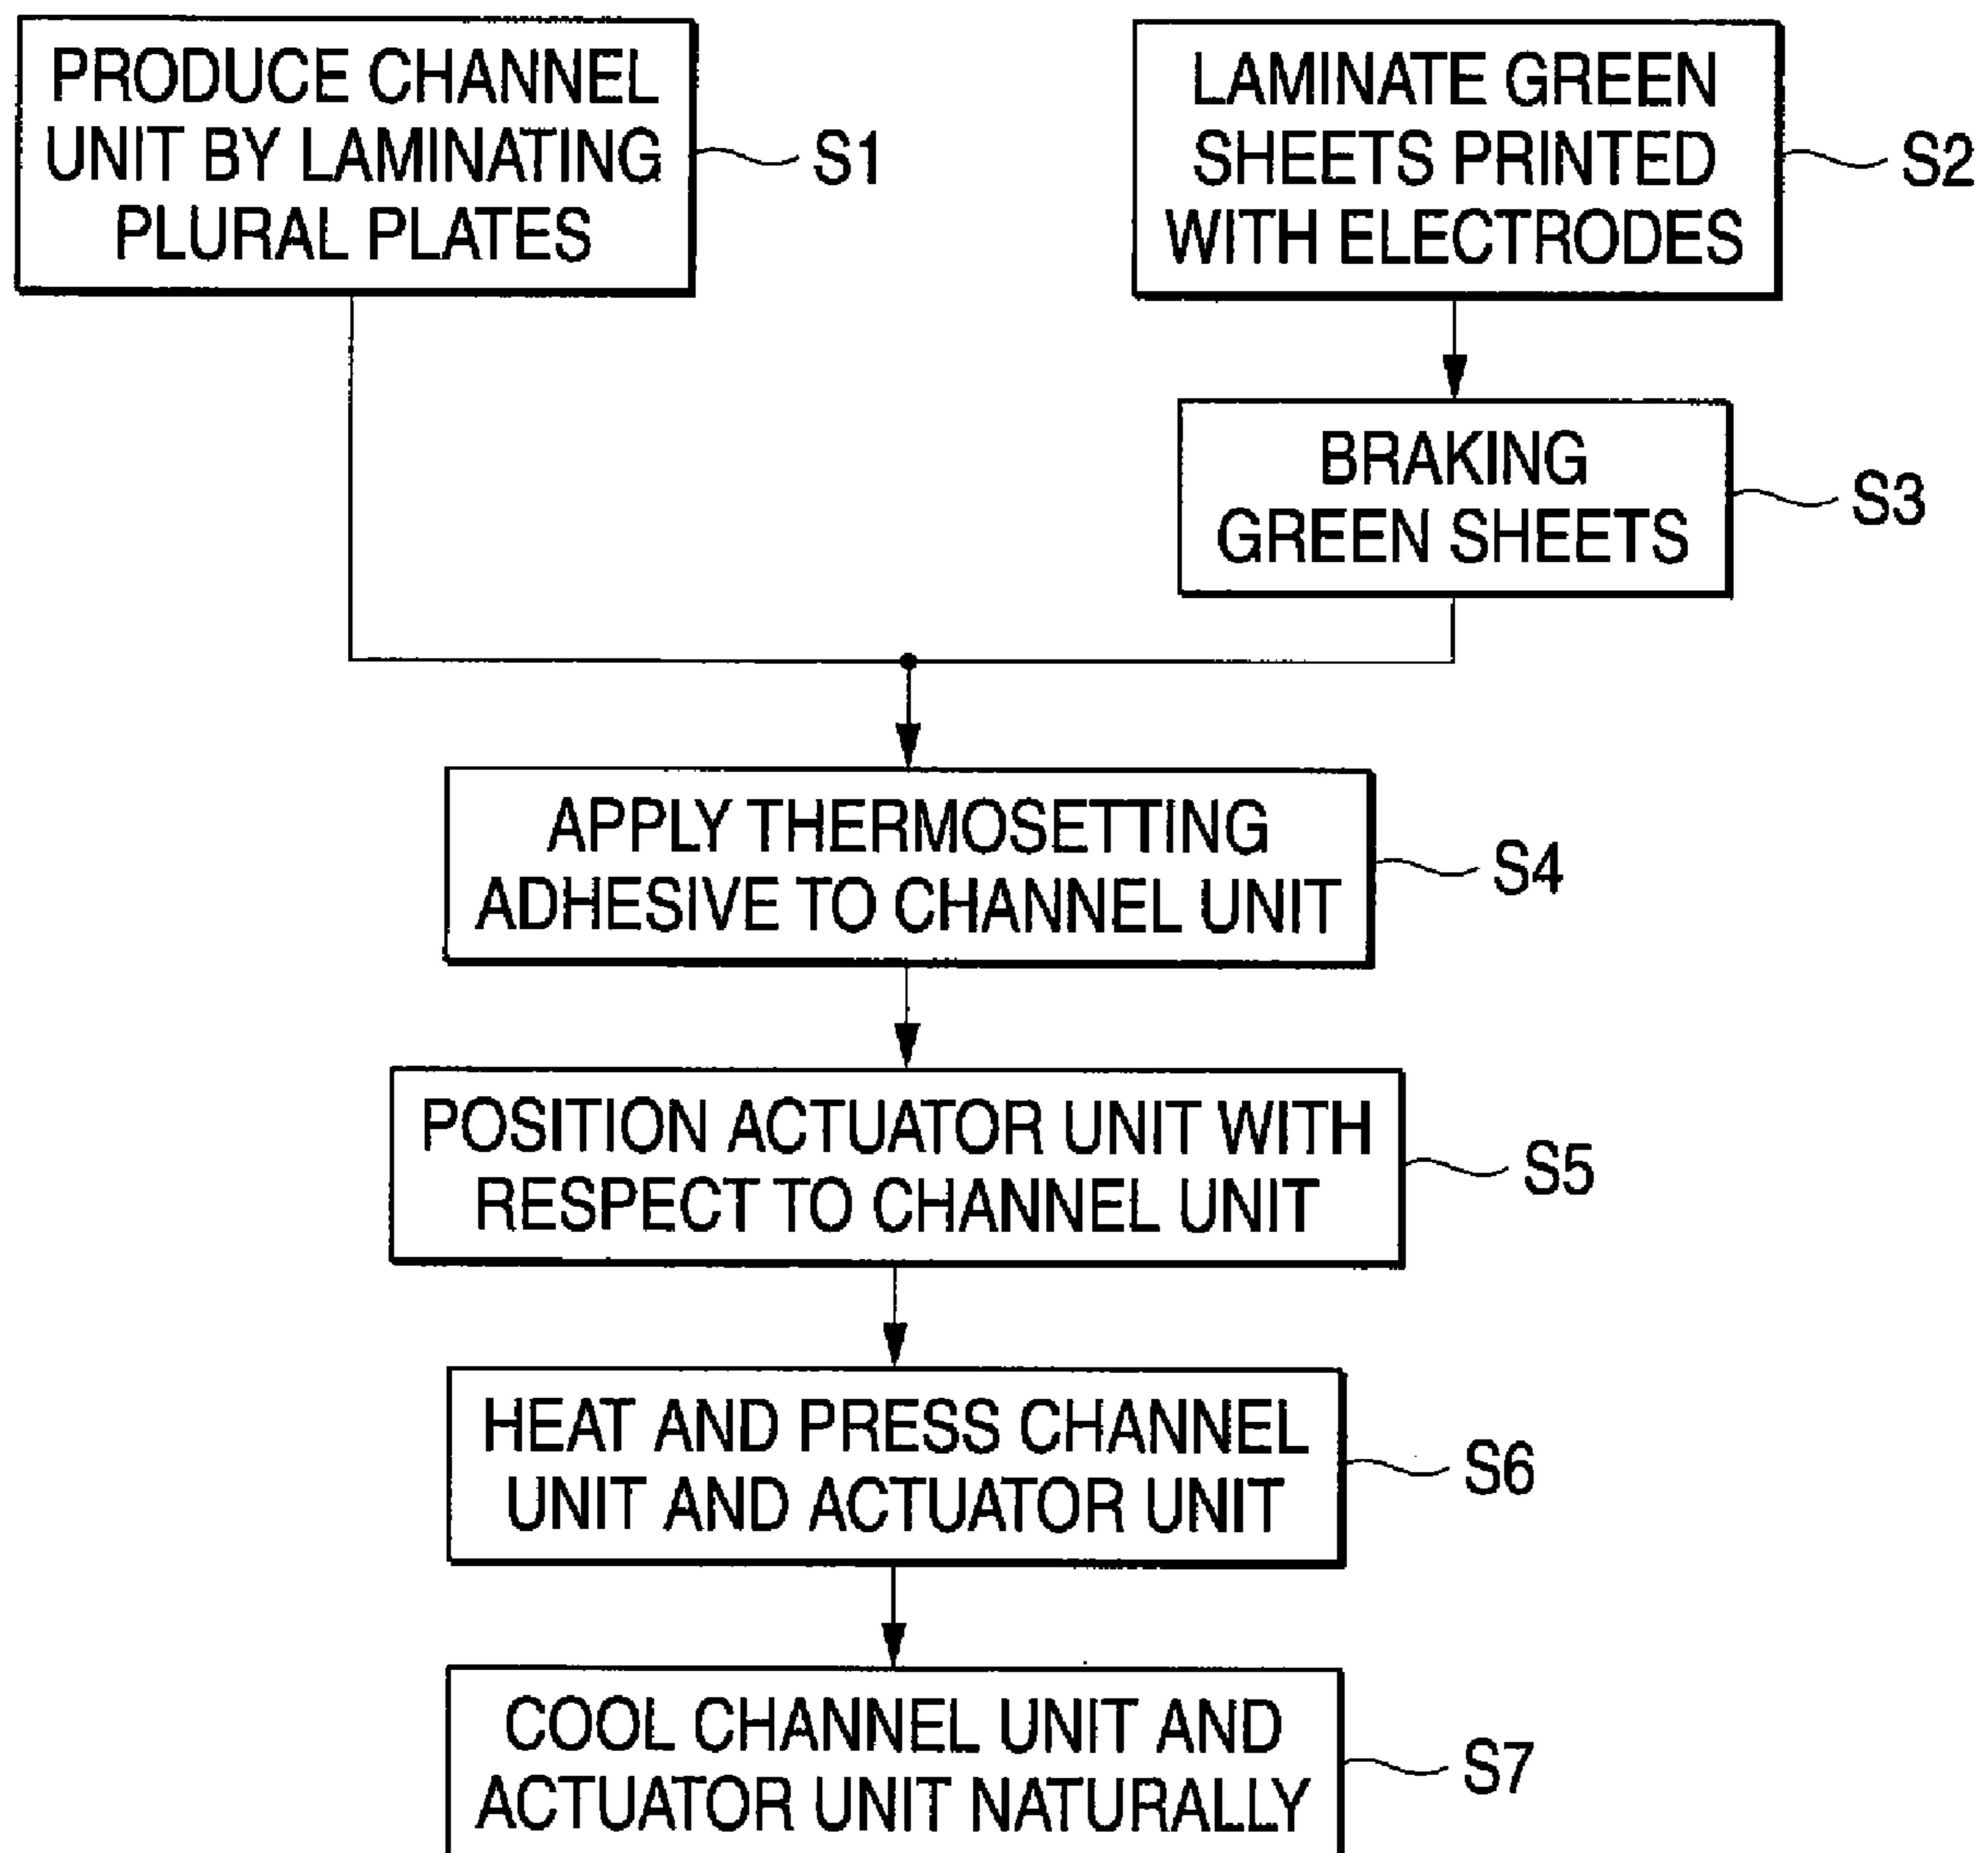 PRODUCE CHANNEL
UNIT BY LAMINATING
PLURAL PLATES
S1
LAMINATE GREEN
SHEETS PRINTED
WITH ELECTRODES
S2
BRAKING
GREEN SHEETS
S3
APPLY THERMOSETTING
ADHESIVE TO CHANNEL UNIT
S4
POSITION ACTUATOR UNIT WITH
RESPECT TO CHANNEL UNIT
S5
HEAT AND PRESS CHANNEL
UNIT AND ACTUATOR UNIT
S6
COOL CHANNEL UNIT AND
ACTUATOR UNIT NATURALLY
S7